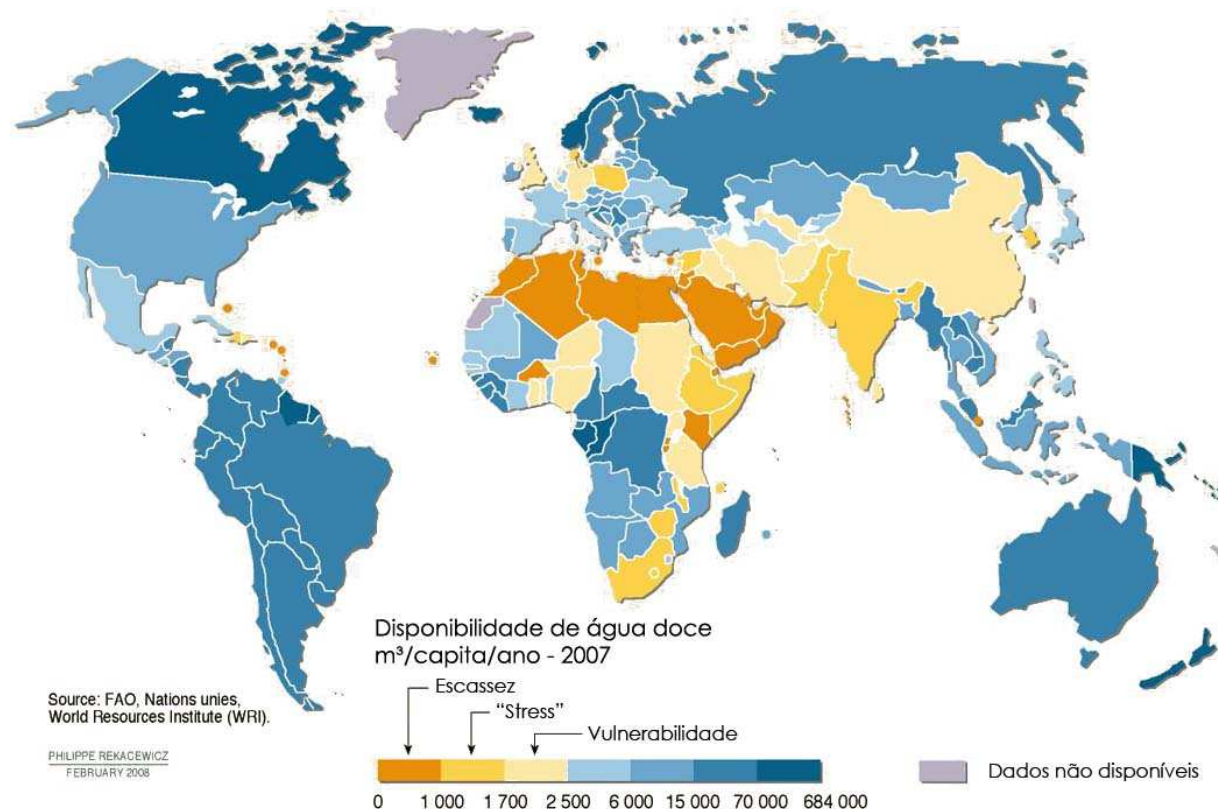 Disponibilidade de água doce
m³/capita/ano - 2007
Escassez
“Stress”
Vulnerabilidade
Source: FAO, Nations unies,
World Resources Institute (WRI).
PHILIPPE REKACEWICZ
FEBRUARY 2008
0 1 000 1 700 2 500 6 000 15 000 70 000 684 000
Dados não disponíveis